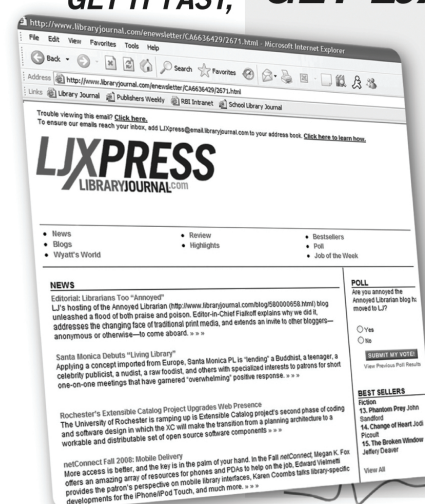 GET IT FAST,
GET LJX
http://www.libraryjournal.com/enewsletter/CA6636429/2671.html - Microsoft Internet Explorer
File Edit View Favorites Tools Help
Back Search Favorites
Address http://www.libraryjournal.com/enewsletter/CA6636429/2671.html
Links Library Journal Publishers Weekly RBI Intranet School Library Journal
Trouble viewing this email? Click here.
To ensure our emails reach your inbox, add LJXpress@email.libraryjournal.com to your address book. Click here to learn how.
LJXPRESS
LIBRARYJOURNAL.com
• News
• Blogs
• Wyatt's World
• Review
• Highlights
• Bestsellers
• Poll
• Job of the Week
NEWS
Editorial: Librarians Too "Annoyed"
LJ's hosting of the Annoyed Librarian (http://www.libraryjournal.com/blog/580000658.html) blog
unleashed a flood of both praise and poison. Editor-in-Chief Fialkoff explains why we did it,
addresses the changing face of traditional print media, and extends an invite to other bloggers—
anonymous or otherwise—to come aboard. » » »
Santa Monica Debuts "Living Library"
Applying a concept imported from Europe, Santa Monica PL is "lending" a Buddhist, a teenager, a
celebrity publicist, a nudist, a raw foodist, and others with specialized interests to patrons for short
one-on-one meetings that have garnered "overwhelming" positive response. » » »
Rochester's Extensible Catalog Project Upgrades Web Presence
The University of Rochester is ramping up is Extensible Catalog project's second phase of coding
and software design in which the XC will make the transition from a planning architecture to a
workable and distributable set of open source software components » » »
netConnect Fall 2008: Mobile Delivery
More access is better, and the key is in the palm of your hand. In the Fall netConnect, Megan K. Fox
offers an amazing array of resources for phones and PDAs to help on the job, Edward Vielmetti
provides the patron's perspective on mobile library interfaces, Karen Coombs talks library-specific
developments for the iPhone/iPod Touch, and much more. » » »
POLL
Are you annoyed the
Annoyed Librarian blog h
moved to LJ?
Yes
No
SUBMIT MY VOTE!
View Previous Poll Results
BEST SELLERS
Fiction
13. Phantom Prey John
Sandford
14. Change of Heart Jodi
Picoult
15. The Broken Window
Jeffery Deaver
View All